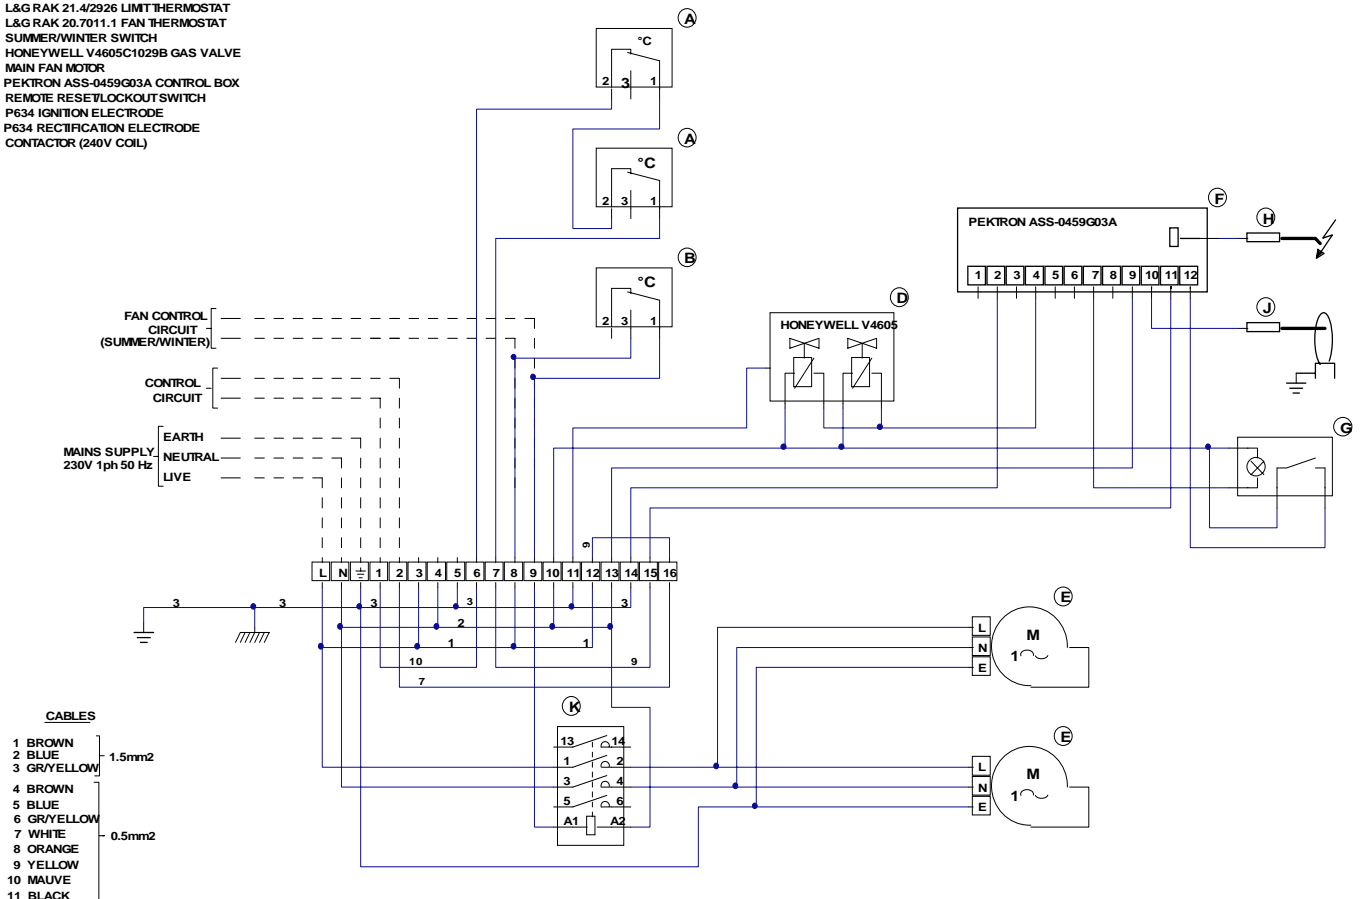 L&G RAK 21.4/2926 LIMIT THERMOSTAT
L&G RAK 20.7011.1 FAN THERMOSTAT
SUMMER/WINTER SWITCH
HONEYWELL V4605C1029B GAS VALVE
MAIN FAN MOTOR
PEKTRON ASS-0459G03A CONTROL BOX
REMOTE RESET/LOCKOUT SWITCH
P634 IGNITION ELECTRODE
P634 RECTIFICATION ELECTRODE
CONTACTOR (240V COIL)
A
°C
2 3 1
A
°C
2 3 1
B
°C
2 3 1
F
PEKTRON ASS-0459G03A
1 2 3 4 5 6 7 8 9 10 11 12
H
J
D
HONEYWELL V4605
G
FAN CONTROL
CIRCUIT
(SUMMER/WINTER)
CONTROL
CIRCUIT
MAINS SUPPLY
230V 1ph 50 Hz
EARTH
NEUTRAL
LIVE
9
L N 1 2 3 4 5 6 7 8 9 10 11 12 13 14 15 16
3 3 3 3 3
2
1 1
10 9
7
E
L
N
E
M
1
K
13 14
1 2
3 4
5 6
A1 A2
E
L
N
E
M
1
CABLES
1 BROWN
2 BLUE
3 GR/YELLOW
1.5mm2
4 BROWN
5 BLUE
6 GR/YELLOW
7 WHITE
8 ORANGE
9 YELLOW
10 MAUVE
11 BLACK
0.5mm2